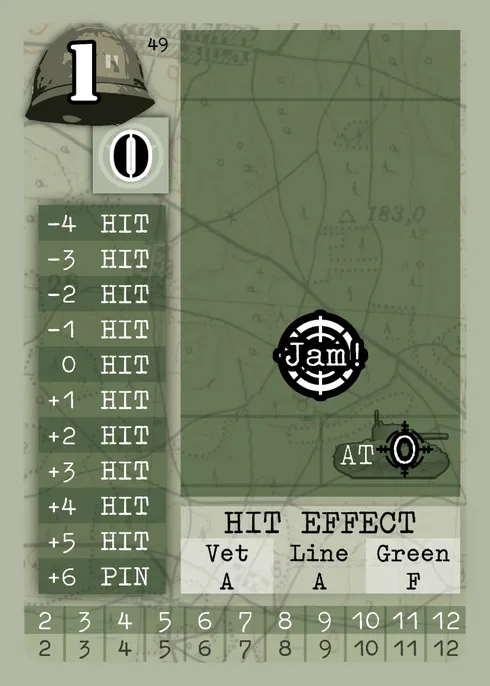 1
49
0
-4 HIT
-3 HIT
-2 HIT
-1 HIT
0 HIT
+1 HIT
+2 HIT
+3 HIT
+4 HIT
+5 HIT
+6 PIN
183,0
Jam!
AT 0
HIT EFFECT
Vet Line Green
A A F
2 3 4 5 6 7 8 9 10 11 12
2 3 4 5 6 7 8 9 10 11 12